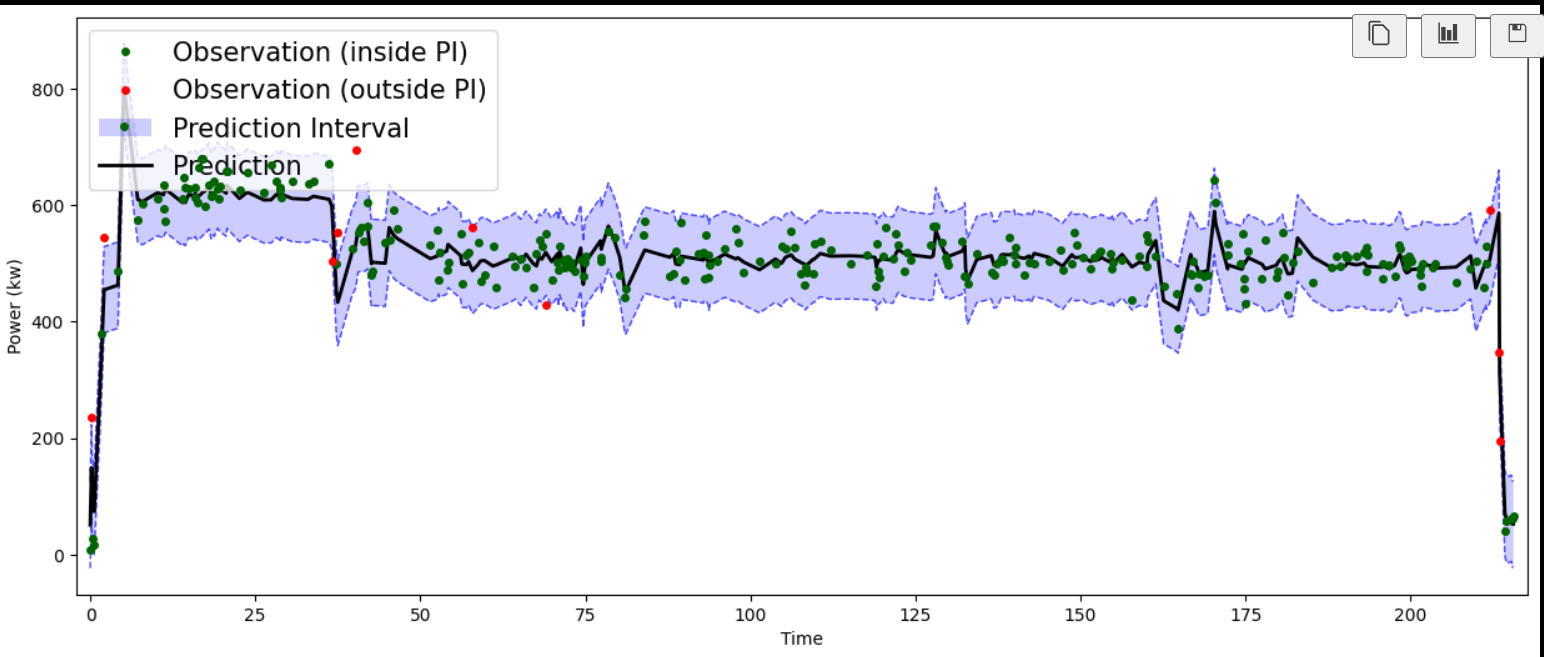 Observation (inside PI)
Observation (outside PI)
Prediction Interval
Prediction
800
600
400
200
0
Power (kw)
0 25 50 75 100 125 150 175 200
Time